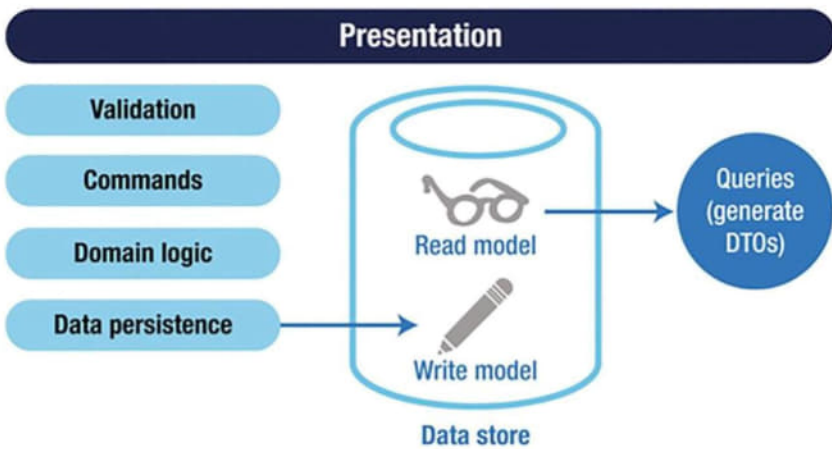 Presentation
Validation
Commands
Domain logic
Data persistence
Read model
Write model
Data store
Queries
(generate
DTOs)